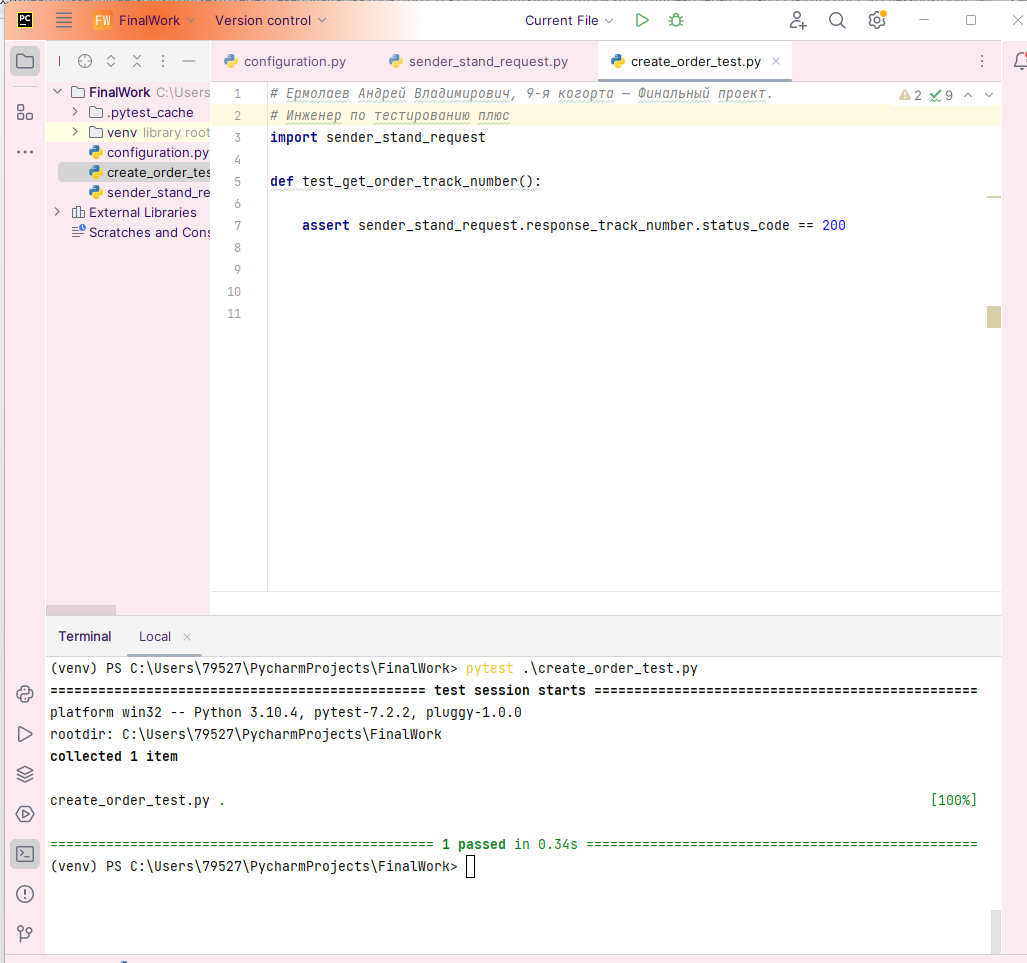 PC FW FinalWork Version control Current File
configuration.py sender_stand_request.py create_order_test.py
FinalWork C:\Users
.pytest_cache
venv library root
configuration.py
create_order_tes
sender_stand_re
External Libraries
Scratches and Cons
1 # Ермолаев Андрей Владимирович, 9-я когорта — Финальный проект.
2 9
2 # Инженер по тестированию плюс
3 import sender_stand_request
4
5 def test_get_order_track_number():
6
7 assert sender_stand_request.response_track_number.status_code == 200
8
9
10
11
Terminal Local
(venv) PS C:\Users\79527\PycharmProjects\FinalWork> pytest .\create_order_test.py
=============================================== test session starts ================================================
platform win32 -- Python 3.10.4, pytest-7.2.2, pluggy-1.0.0
rootdir: C:\Users\79527\PycharmProjects\FinalWork
collected 1 item
create_order_test.py . [100%]
================================================ 1 passed in 0.34s =================================================
(venv) PS C:\Users\79527\PycharmProjects\FinalWork>